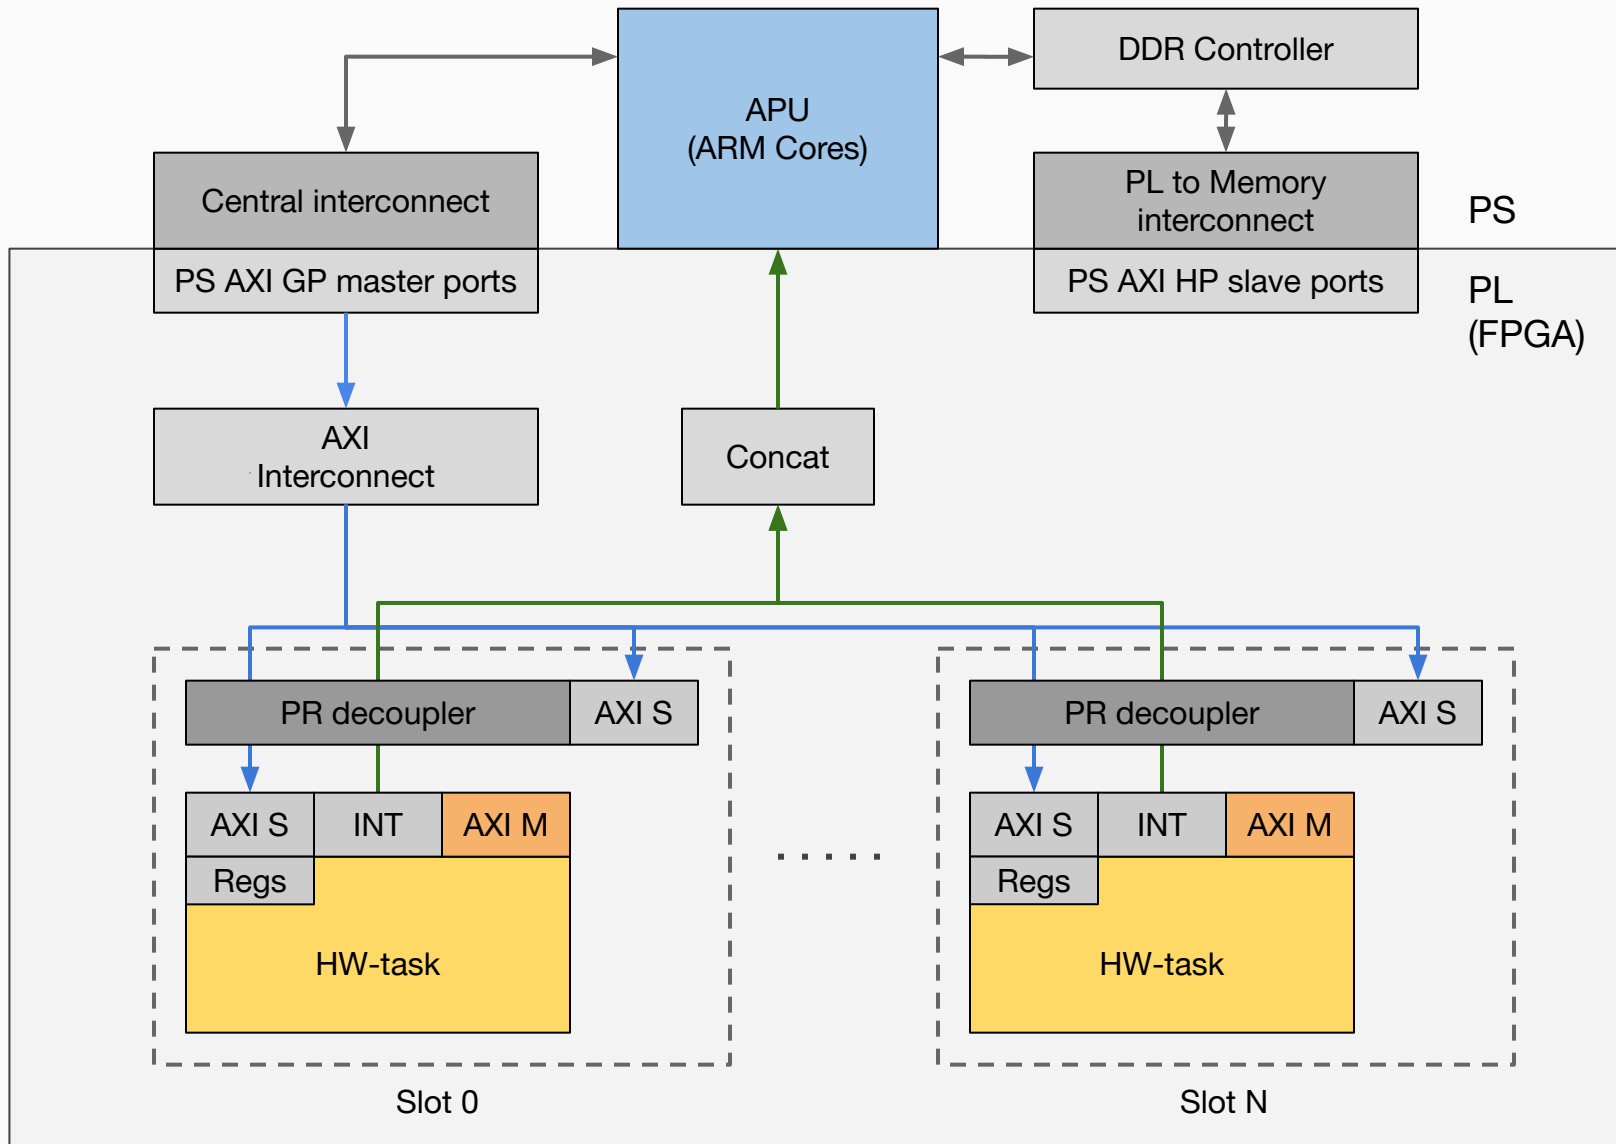 APU
(ARM Cores)
DDR Controller
Central interconnect
PL to Memory
interconnect
PS
PS AXI GP master ports
PS AXI HP slave ports
PL
(FPGA)
AXI
Interconnect
Concat
PR decoupler
AXI S
PR decoupler
AXI S
AXI S
INT
AXI M
Regs
HW-task
. . . . .
AXI S
INT
AXI M
Regs
HW-task
Slot 0
Slot N